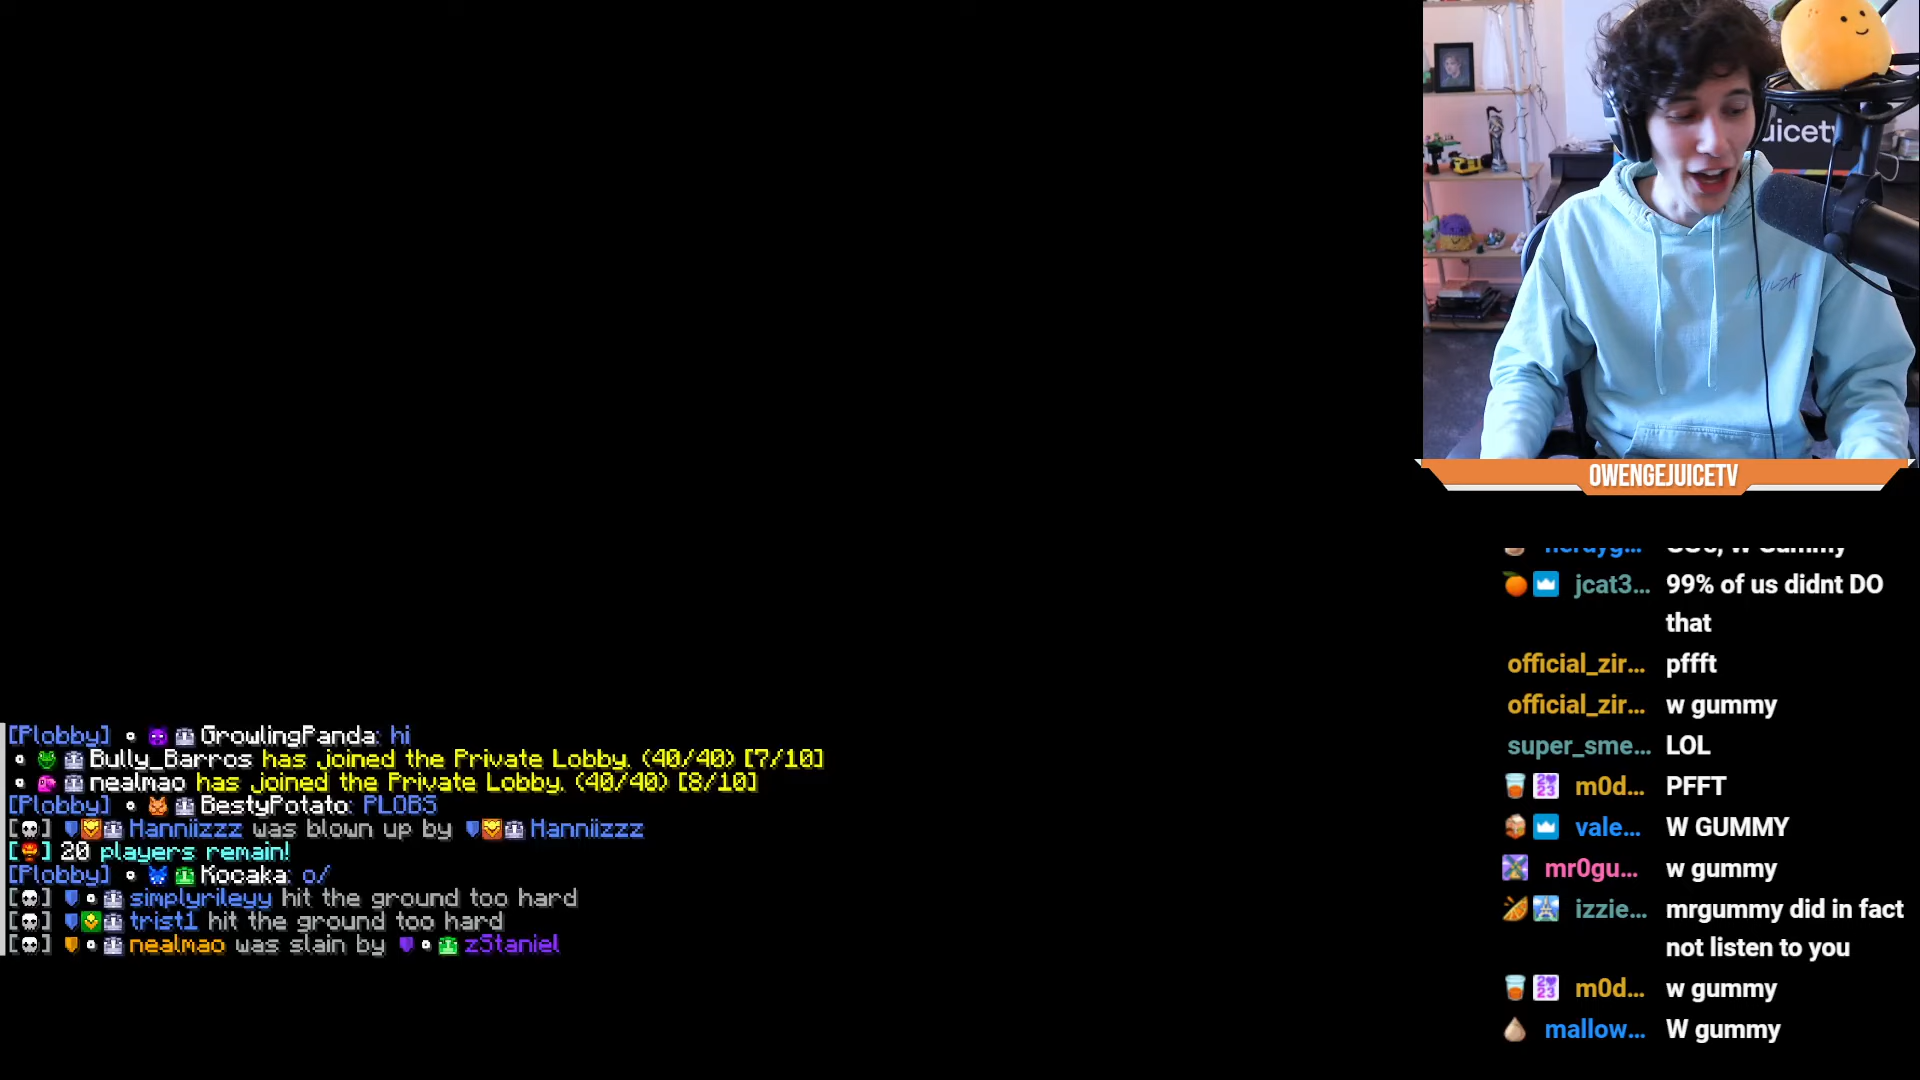 uicetv
OWENGEJUICETV
W Gummy
jcat3... 99% of us didnt DO
that
official_zir... pffft
official_zir... w gummy
super_sme... LOL
m0d... PFFT
vale... W GUMMY
mr0gu... w gummy
izzie... mrgummy did in fact
not listen to you
m0d... w gummy
mallow... W gummy
[Plobby] GrowlingPanda: hi
Bully_Barros has joined the Private Lobby. (40/40) [7/10]
nealmao has joined the Private Lobby. (40/40) [8/10]
[Plobby] BestyPotato: PLOBS
[ ] Hanniizzz was blown up by Hanniizzz
[ ] 20 players remain!
[Plobby] Kocaka: o/
[ ] simplyrileyy hit the ground too hard
[ ] trist1 hit the ground too hard
[ ] nealmao was slain by zStaniel